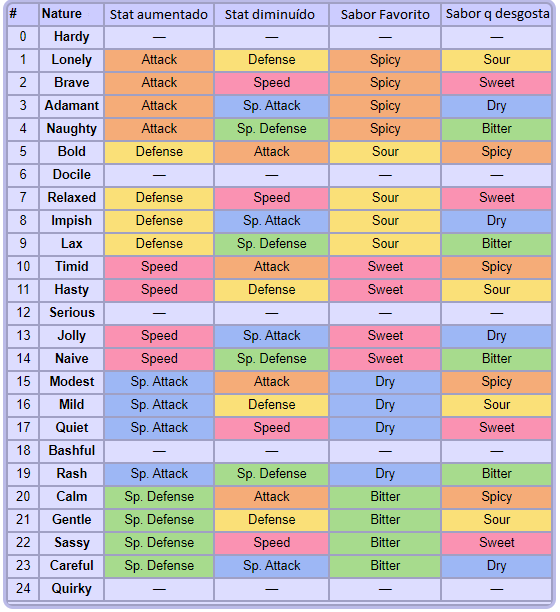 # Nature Stat aumentado Stat diminuído Sabor Favorito Sabor q desgosta
0 Hardy — — — —
1 Lonely Attack Defense Spicy Sour
2 Brave Attack Speed Spicy Sweet
3 Adamant Attack Sp. Attack Spicy Dry
4 Naughty Attack Sp. Defense Spicy Bitter
5 Bold Defense Attack Sour Spicy
6 Docile — — — —
7 Relaxed Defense Speed Sour Sweet
8 Impish Defense Sp. Attack Sour Dry
9 Lax Defense Sp. Defense Sour Bitter
10 Timid Speed Attack Sweet Spicy
11 Hasty Speed Defense Sweet Sour
12 Serious — — — —
13 Jolly Speed Sp. Attack Sweet Dry
14 Naive Speed Sp. Defense Sweet Bitter
15 Modest Sp. Attack Attack Dry Spicy
16 Mild Sp. Attack Defense Dry Sour
17 Quiet Sp. Attack Speed Dry Sweet
18 Bashful — — — —
19 Rash Sp. Attack Sp. Defense Dry Bitter
20 Calm Sp. Defense Attack Bitter Spicy
21 Gentle Sp. Defense Defense Bitter Sour
22 Sassy Sp. Defense Speed Bitter Sweet
23 Careful Sp. Defense Sp. Attack Bitter Dry
24 Quirky — — — —